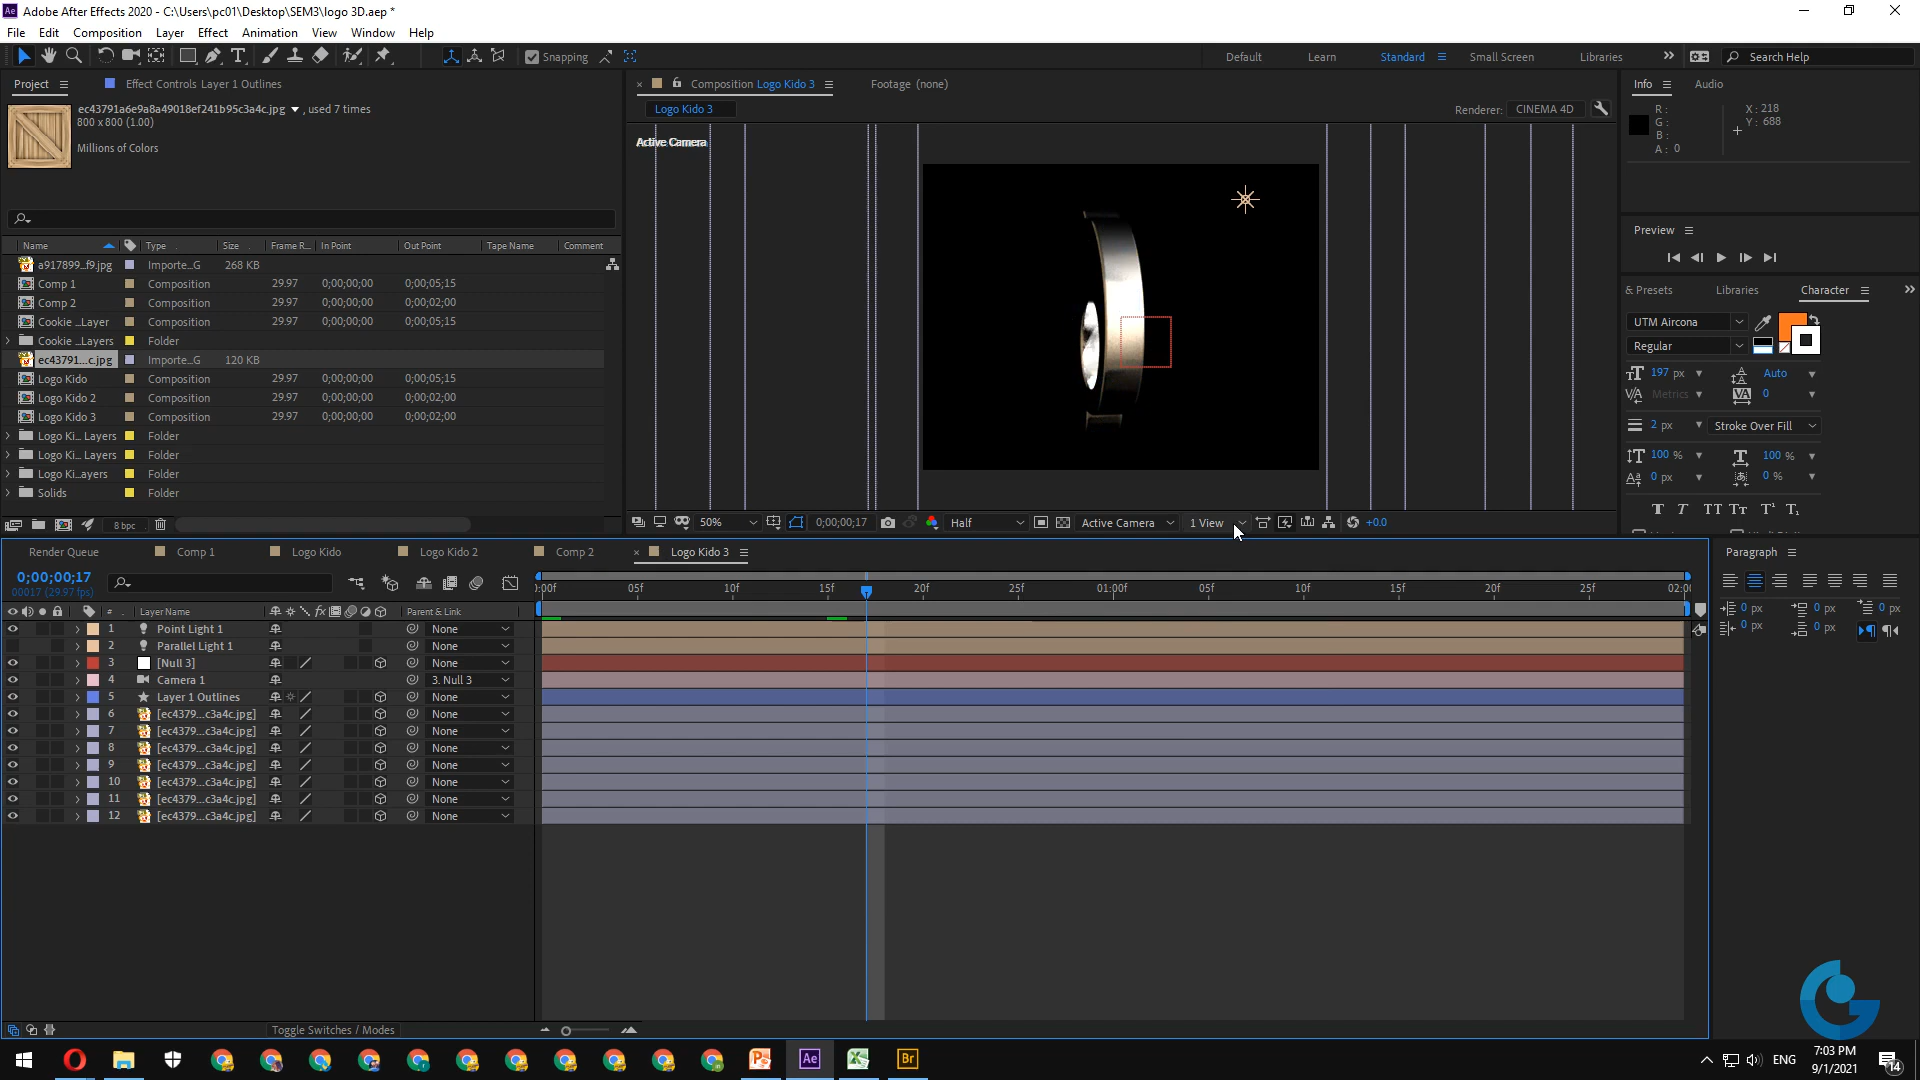 Adobe After Effects 2020 - C:\Users\pc01\Desktop\SEM3\logo 3D.aep *
File Edit Composition Layer Effect Animation View Window Help
Snapping
Default Learn Standard Small Screen Libraries Search Help
Project Effect Controls Layer 1 Outlines
ec43791a6e9a8a49018ef241b95c3a4c.jpg , used 7 times
800 x 800 (1.00)
Millions of Colors
Name Type Size Frame R... In Point Out Point Tape Name Comment
a917899...f9.jpg Importe...G 268 KB
Comp 1 Composition 29.97 0;00;00;00 0;00;05;15
Comp 2 Composition 29.97 0;00;00;00 0;00;02;00
Cookie ...Layer Composition 29.97 0;00;00;00 0;00;05;15
Cookie ...Layers Folder
ec43791...c.jpg Importe...G 120 KB
Logo Kido Composition 29.97 0;00;00;00 0;00;05;15
Logo Kido 2 Composition 29.97 0;00;00;00 0;00;02;00
Logo Kido 3 Composition 29.97 0;00;00;00 0;00;02;00
Logo Ki... Layers Folder
Logo Ki... Layers Folder
Logo Ki...ayers Folder
Solids Folder
8 bpc
Composition Logo Kido 3 Footage (none)
Logo Kido 3 Renderer: CINEMA 4D
Active Camera
50% 0;00;00;17 Half Active Camera 1 View +0.0
Info Audio
R : X : 218
G : Y : 688
B :
A : 0
Preview
& Presets Libraries Character
UTM Aircona
Regular
197 px Auto
Metrics 0
2 px Stroke Over Fill
100 % 100 %
0 px 0 %
T T TT Tт T¹ T₁
Render Queue Comp 1 Logo Kido Logo Kido 2 Comp 2 Logo Kido 3
0;00;00;17
00017 (29.97 fps)
:00f 05f 10f 15f 20f 25f 01:00f 05f 10f 15f 20f 25f 02:00
# Layer Name Parent & Link
1 Point Light 1 None
2 Parallel Light 1 None
3 [Null 3] None
4 Camera 1 3. Null 3
5 Layer 1 Outlines None
6 [ec4379...c3a4c.jpg] None
7 [ec4379...c3a4c.jpg] None
8 [ec4379...c3a4c.jpg] None
9 [ec4379...c3a4c.jpg] None
10 [ec4379...c3a4c.jpg] None
11 [ec4379...c3a4c.jpg] None
12 [ec4379...c3a4c.jpg] None
Toggle Switches / Modes
Paragraph
0 px 0 px 0 px
0 px 0 px
Ae Br
ENG 7:03 PM
9/1/2021
14